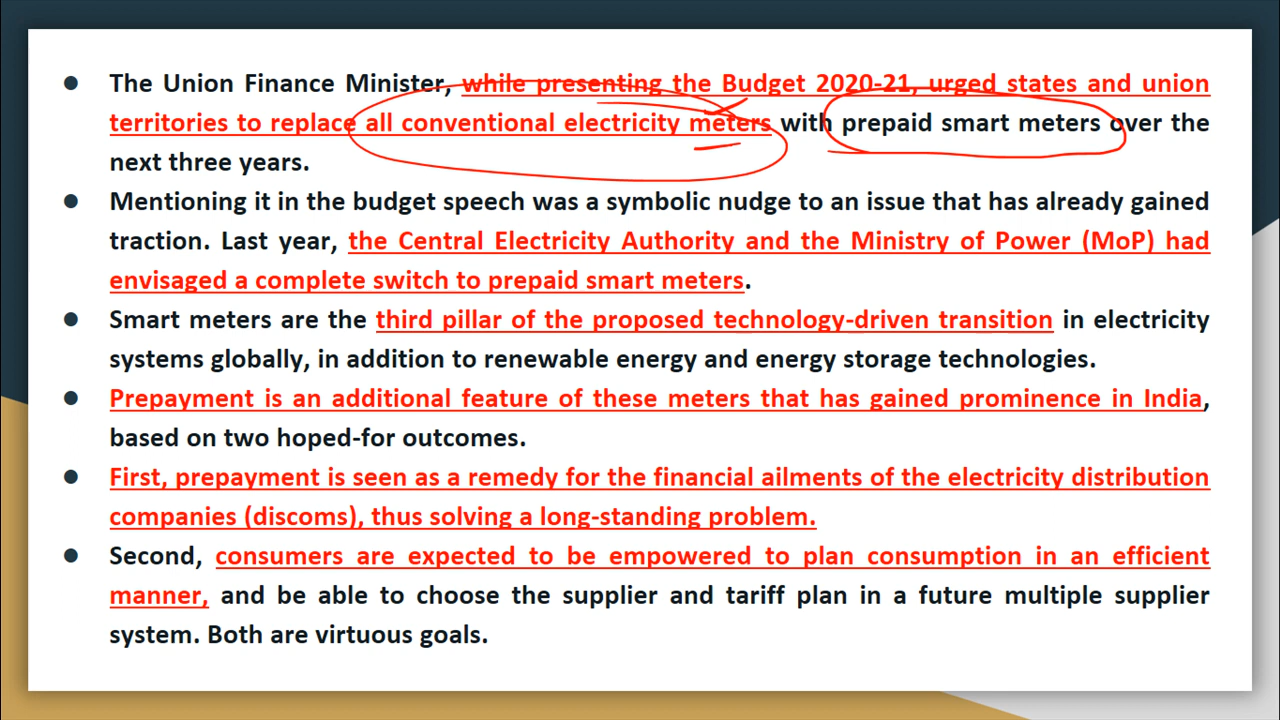 ● The Union Finance Minister, while presenting the Budget 2020-21, urged states and union
territories to replace all conventional electricity meters with prepaid smart meters over the
next three years.
● Mentioning it in the budget speech was a symbolic nudge to an issue that has already gained
traction. Last year, the Central Electricity Authority and the Ministry of Power (MoP) had
envisaged a complete switch to prepaid smart meters.
● Smart meters are the third pillar of the proposed technology-driven transition in electricity
systems globally, in addition to renewable energy and energy storage technologies.
● Prepayment is an additional feature of these meters that has gained prominence in India,
based on two hoped-for outcomes.
● First, prepayment is seen as a remedy for the financial ailments of the electricity distribution
companies (discoms), thus solving a long-standing problem.
● Second, consumers are expected to be empowered to plan consumption in an efficient
manner, and be able to choose the supplier and tariff plan in a future multiple supplier
system. Both are virtuous goals.